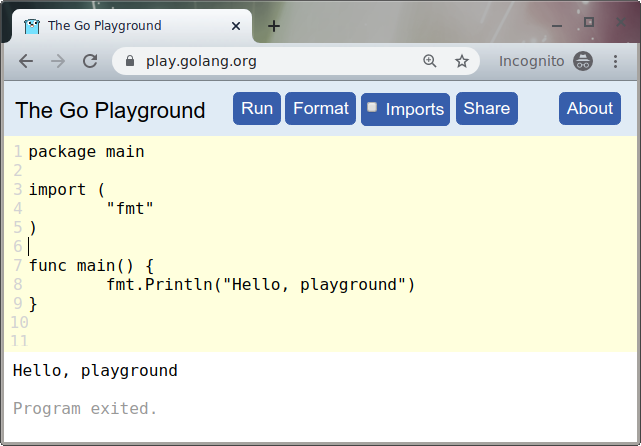 The Go Playground
play.golang.org
Incognito
The Go Playground
Run
Format
Imports
Share
About
1 package main
2
3 import (
4         "fmt"
5 )
6
7 func main() {
8         fmt.Println("Hello, playground")
9 }
10
11
Hello, playground
Program exited.